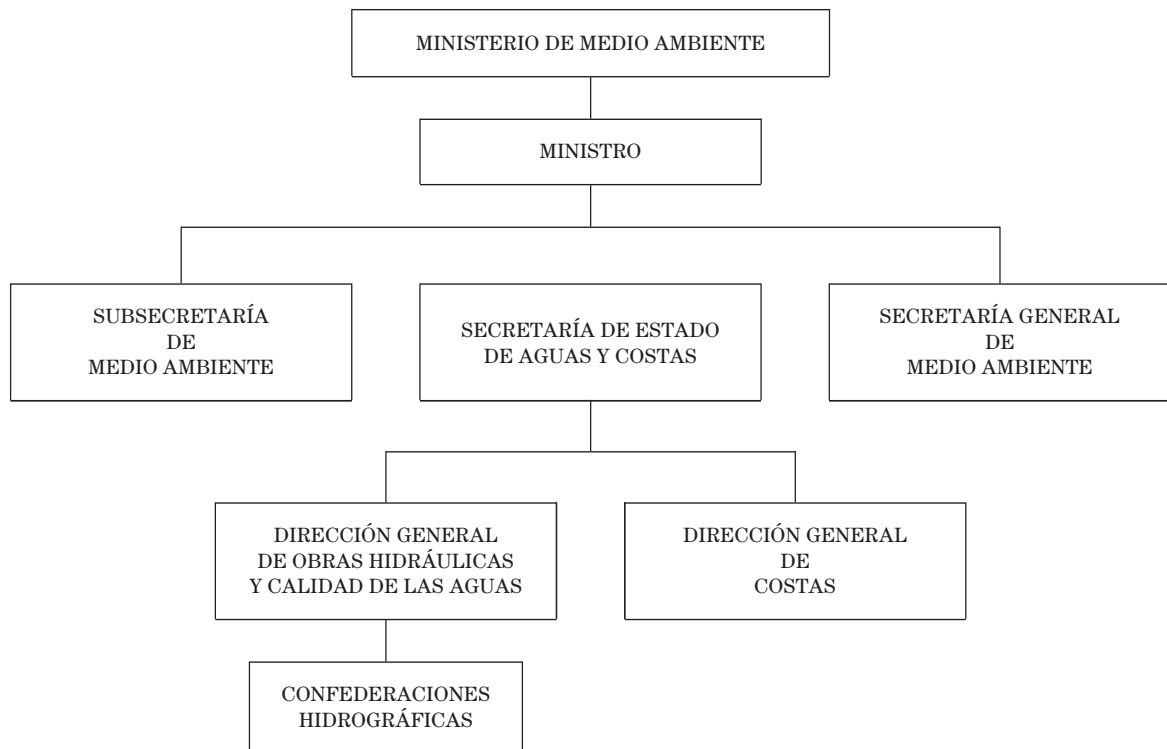 MINISTERIO DE MEDIO AMBIENTE
MINISTRO
SUBSECRETARÍA
DE
MEDIO AMBIENTE
SECRETARÍA DE ESTADO
DE AGUAS Y COSTAS
SECRETARÍA GENERAL
DE
MEDIO AMBIENTE
DIRECCIÓN GENERAL
DE OBRAS HIDRÁULICAS
Y CALIDAD DE LAS AGUAS
DIRECCIÓN GENERAL
DE
COSTAS
CONFEDERACIONES
HIDROGRÁFICAS